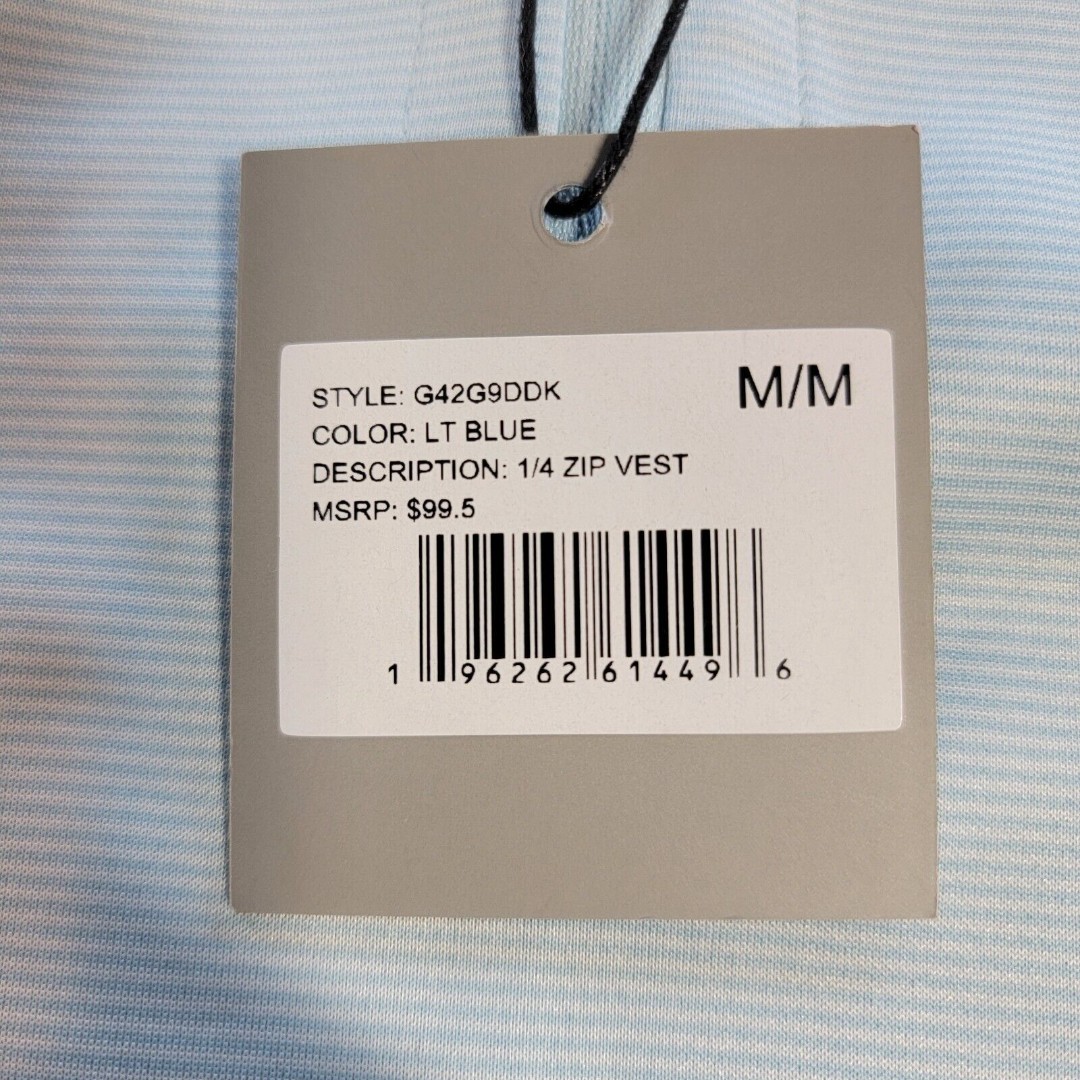 M/M
STYLE: G42G9DDK
COLOR: LT BLUE
DESCRIPTION: 1/4 ZIP VEST
MSRP: $99.5
1 96262 61449 6